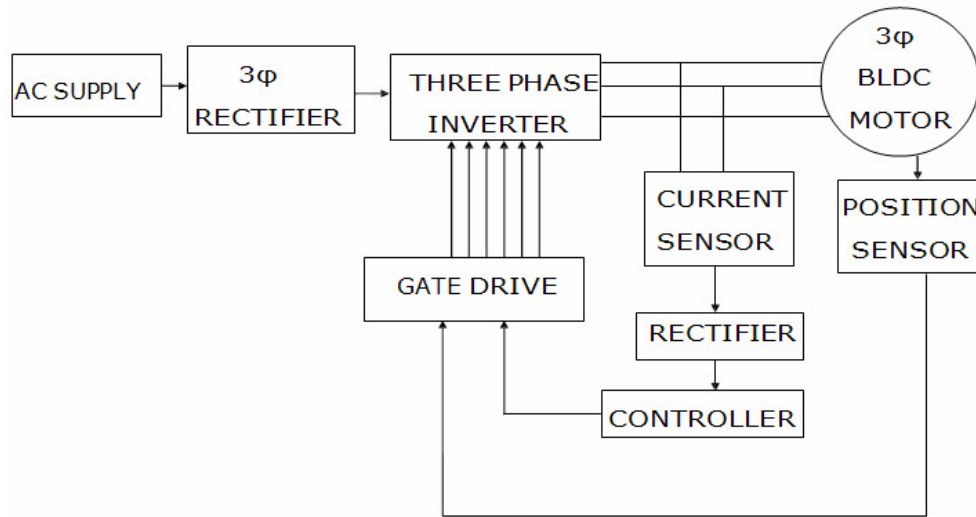 AC SUPPLY
3φ
RECTIFIER
THREE PHASE
INVERTER
3φ
BLDC
MOTOR
CURRENT
SENSOR
POSITION
SENSOR
GATE DRIVE
RECTIFIER
CONTROLLER